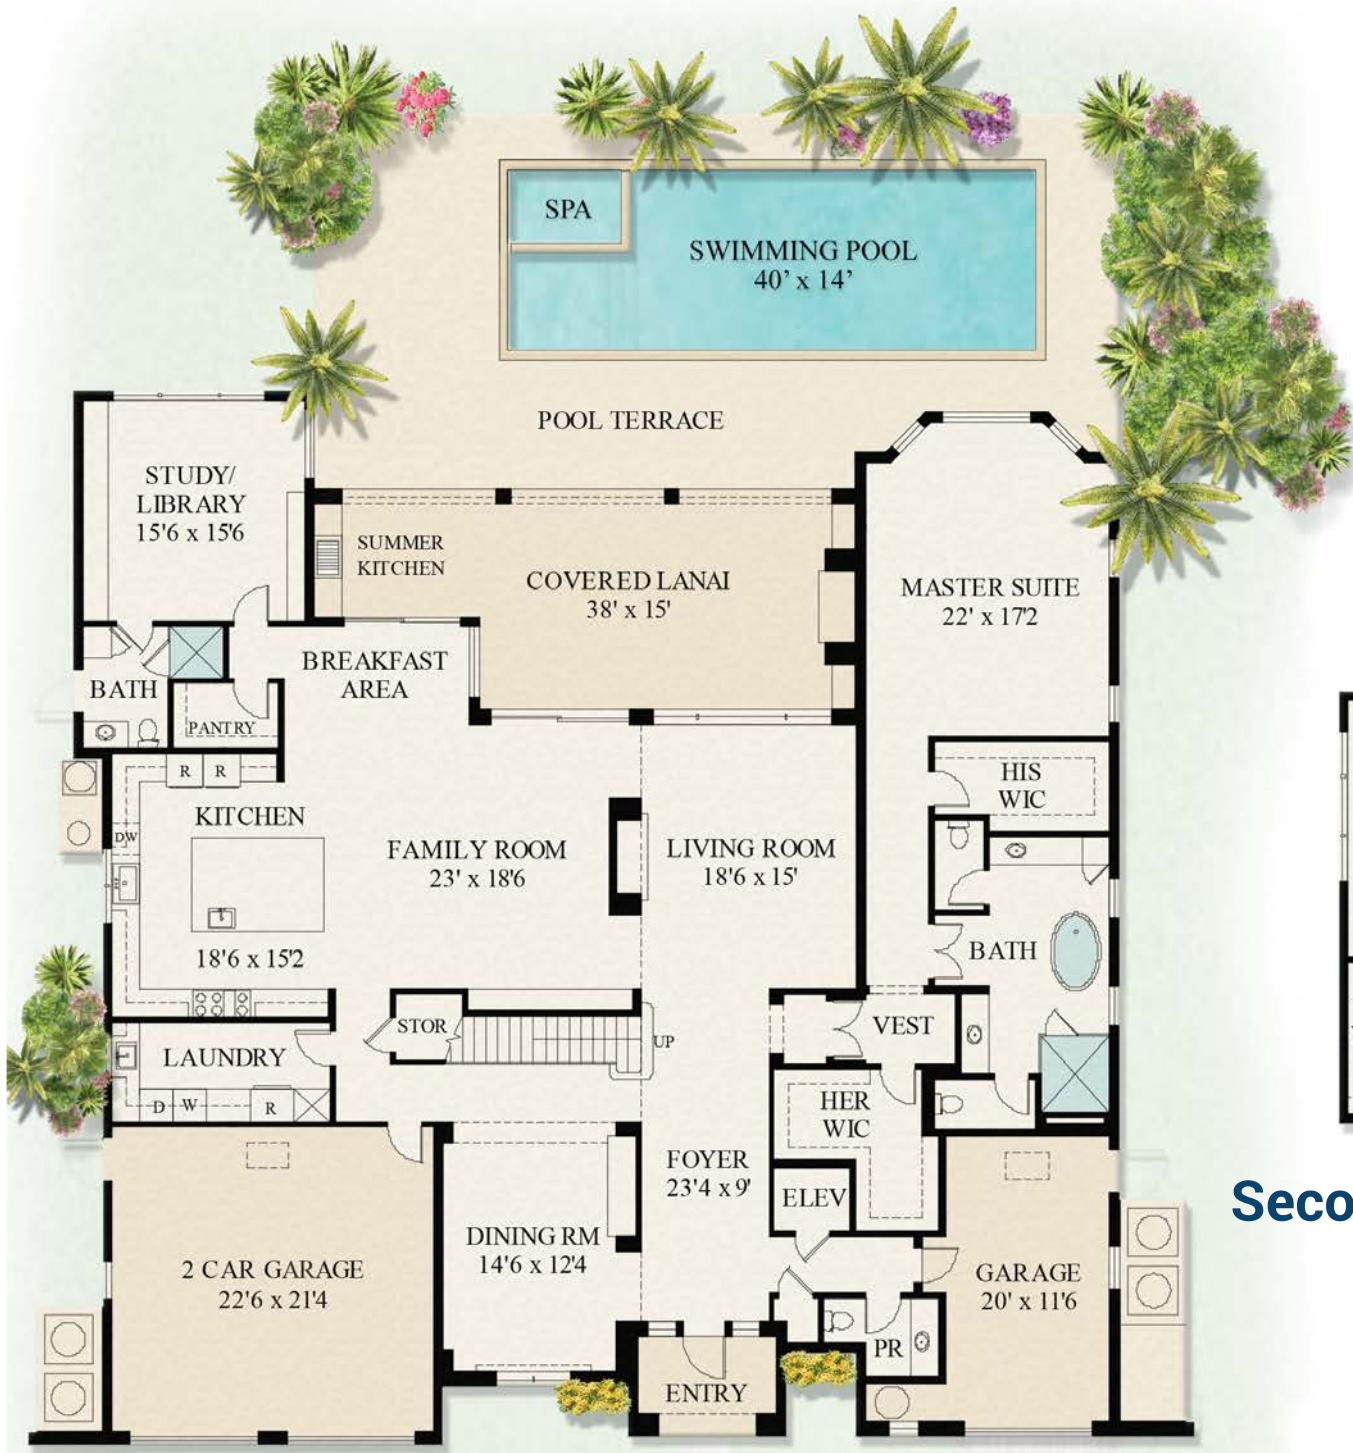 SPA
SWIMMING POOL
40' x 14'
POOL TERRACE
STUDY/
LIBRARY
15'6 x 15'6
SUMMER
KITCHEN
COVERED LANAI
38' x 15'
MASTER SUITE
22' x 17'2
BREAKFAST
AREA
BATH
PANTRY
R R
KITCHEN
DW
18'6 x 15'2
FAMILY ROOM
23' x 18'6
LIVING ROOM
18'6 x 15'
HIS
WIC
BATH
STOR
UP
VEST
LAUNDRY
D W R
HER
WIC
FOYER
23'4 x 9'
ELEV
DINING RM
14'6 x 12'4
2 CAR GARAGE
22'6 x 21'4
GARAGE
20' x 11'6
PR
ENTRY
Seco